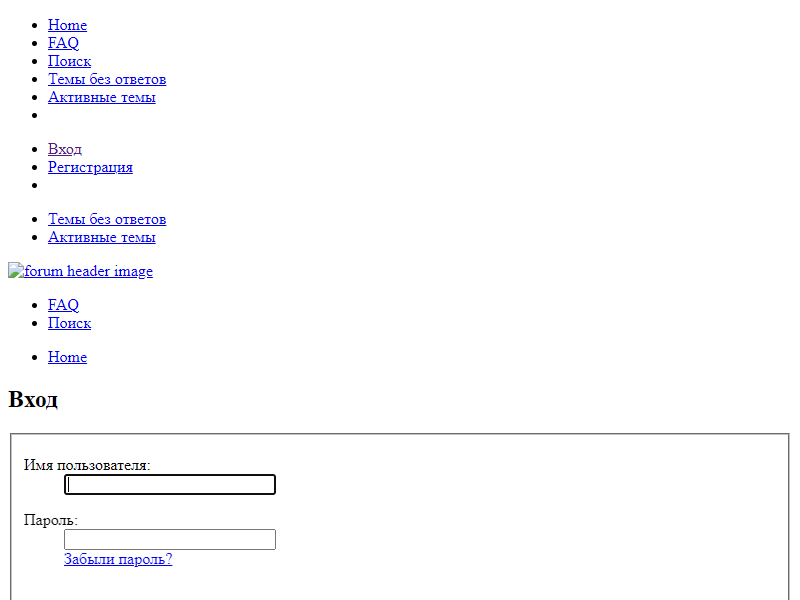 Home
FAQ
Поиск
Темы без ответов
Активные темы
Вход
Регистрация
Темы без ответов
Активные темы
forum header image
FAQ
Поиск
Home
Вход
Имя пользователя:
Пароль:
Забыли пароль?